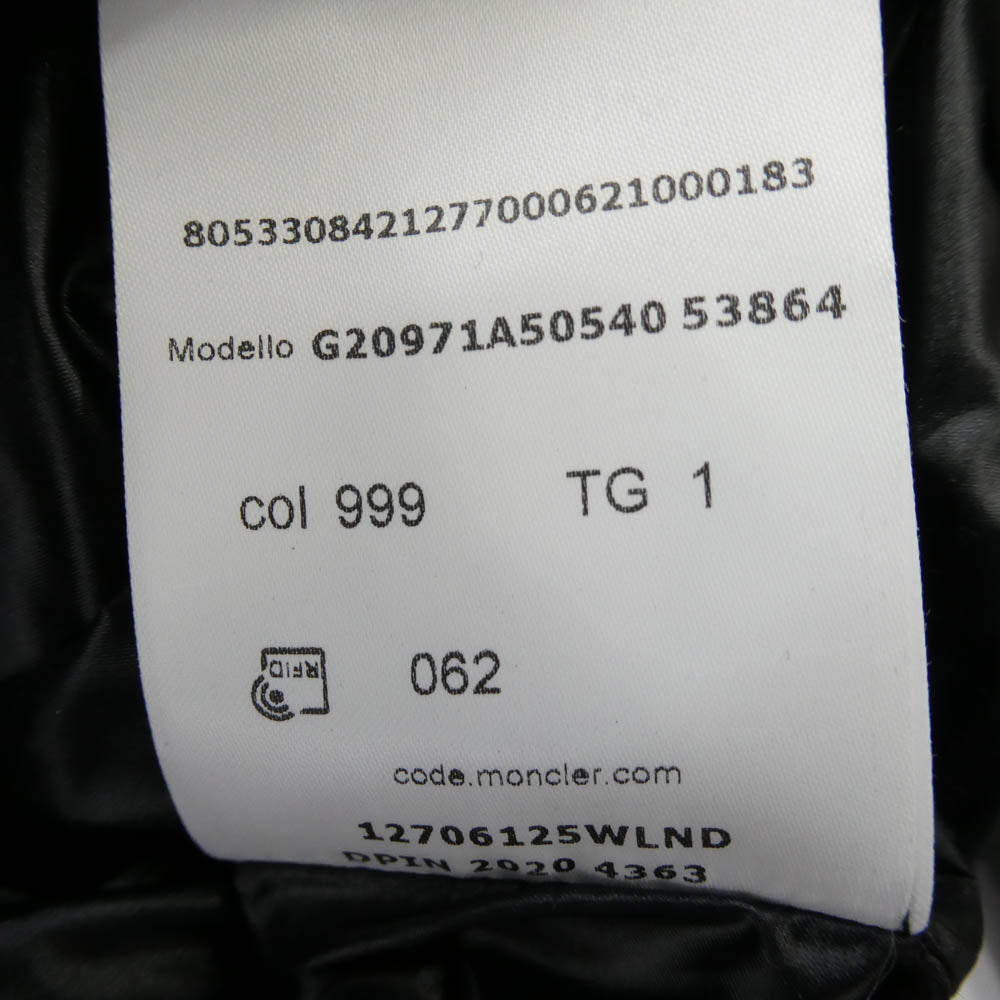 8053308421277000621000183
Modello G20971A50540 53864
col 999 TG 1
RFID 062
code.moncler.com
12706125WLND
DPIN 2020 4363